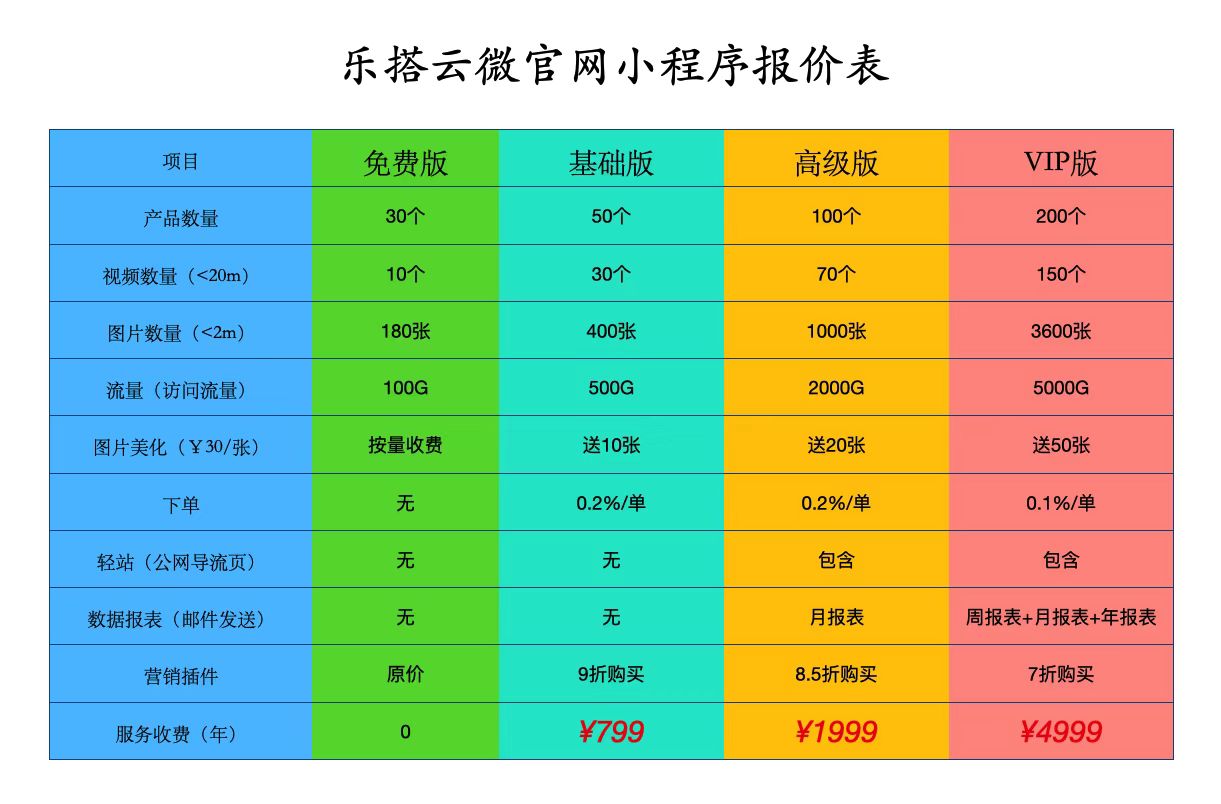 乐搭云微官网小程序报价表
项目 免费版 基础版 高级版 VIP版
产品数量 30个 50个 100个 200个
视频数量（<20m） 10个 30个 70个 150个
图片数量（<2m） 180张 400张 1000张 3600张
流量（访问流量） 100G 500G 2000G 5000G
图片美化（￥30/张） 按量收费 送10张 送20张 送50张
下单 无 0.2%/单 0.2%/单 0.1%/单
轻站（公网导流页） 无 无 包含 包含
数据报表（邮件发送） 无 无 月报表 周报表+月报表+年报表
营销插件 原价 9折购买 8.5折购买 7折购买
服务收费（年） 0 ¥799 ¥1999 ¥4999